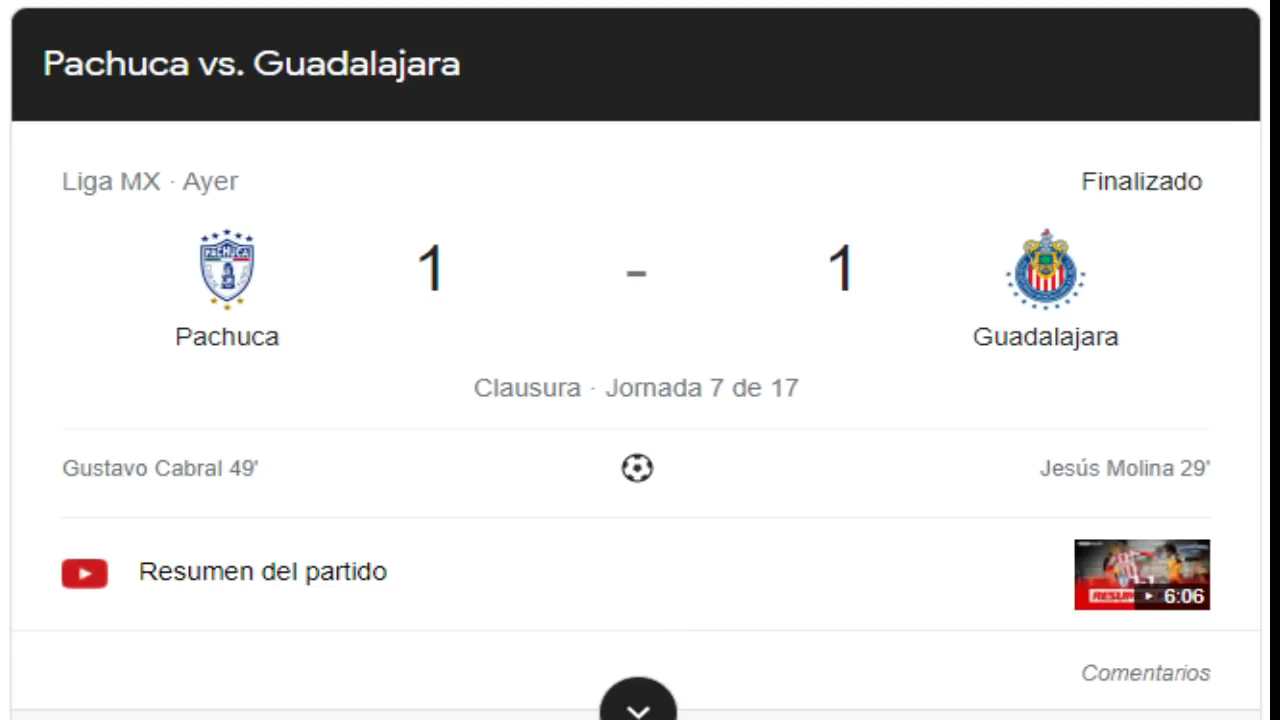 Pachuca vs. Guadalajara
Liga MX · Ayer
Finalizado
PACHUCA
1 - 1
Pachuca
Guadalajara
Clausura · Jornada 7 de 17
Gustavo Cabral 49'
Jesús Molina 29'
Resumen del partido
6:06
Comentarios